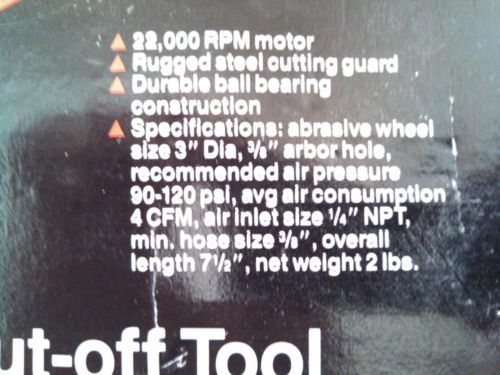 22,000 RPM motor
Rugged steel cutting guard
Durable ball bearing
construction
Specifications: abrasive wheel
size 3" Dia, 3/8" arbor hole,
recommended air pressure
90-120 psi, avg air consumption
4 CFM, air inlet size 1/4" NPT,
min. hose size 3/8", overall
length 7 1/2", net weight 2 lbs.
ut-off Tool